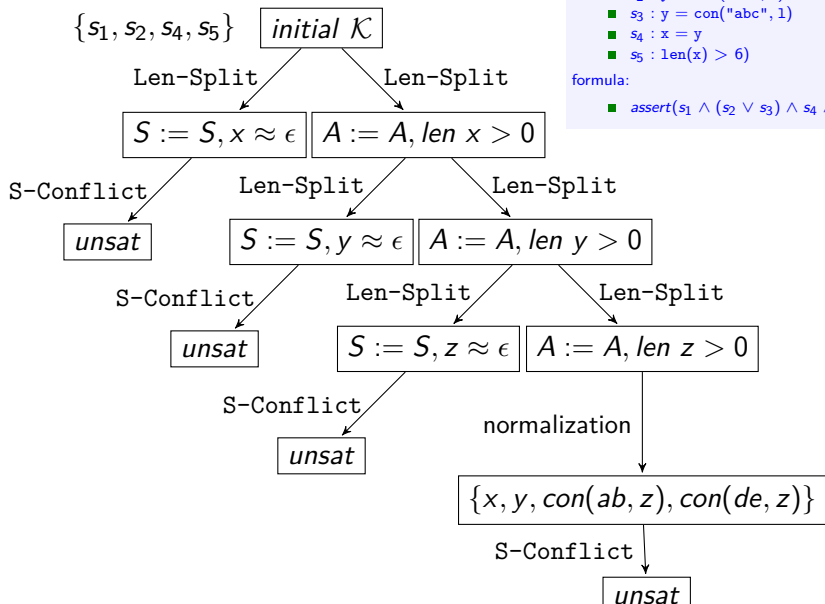 s₃ : y = con("abc", l)
s₄ : x = y
s₅ : len(x) > 6)
formula:
assert(s₁ ∧ (s₂ ∨ s₃) ∧ s₄
{s₁, s₂, s₄, s₅} initial 𝒦
Len-Split Len-Split
S := S, x ≈ ϵ A := A, len x > 0
S-Conflict Len-Split Len-Split
unsat S := S, y ≈ ϵ A := A, len y > 0
S-Conflict Len-Split Len-Split
unsat S := S, z ≈ ϵ A := A, len z > 0
S-Conflict normalization
unsat
{x, y, con(ab, z), con(de, z)}
S-Conflict
unsat